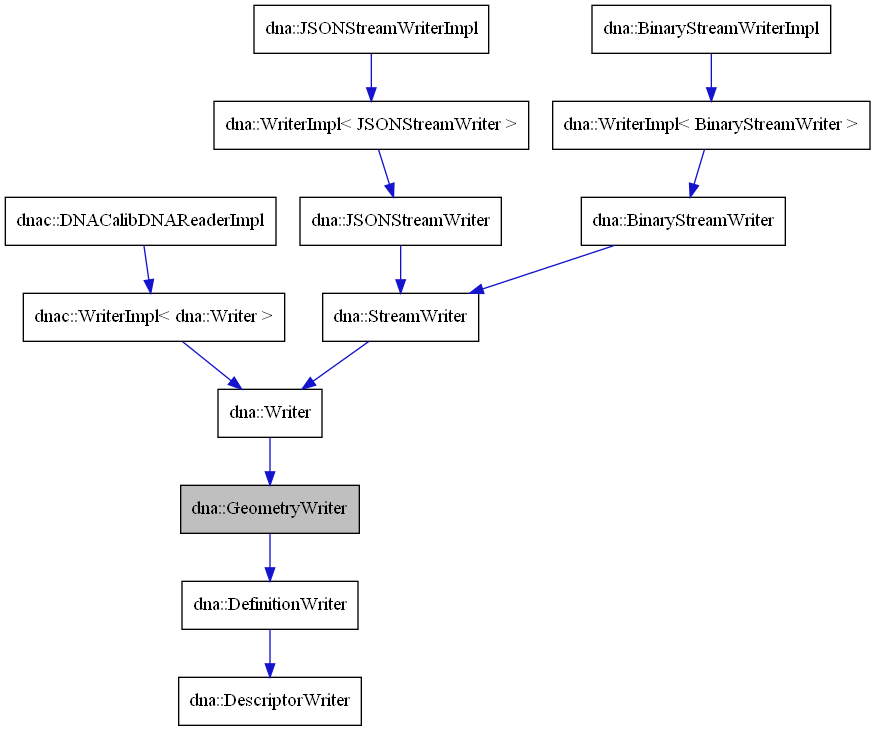 dna::JSONStreamWriterImpl
dna::BinaryStreamWriterImpl
dna::WriterImpl< JSONStreamWriter >
dna::WriterImpl< BinaryStreamWriter >
dnac::DNACalibDNAReaderImpl
dna::JSONStreamWriter
dna::BinaryStreamWriter
dnac::WriterImpl< dna::Writer >
dna::StreamWriter
dna::Writer
dna::GeometryWriter
dna::DefinitionWriter
dna::DescriptorWriter